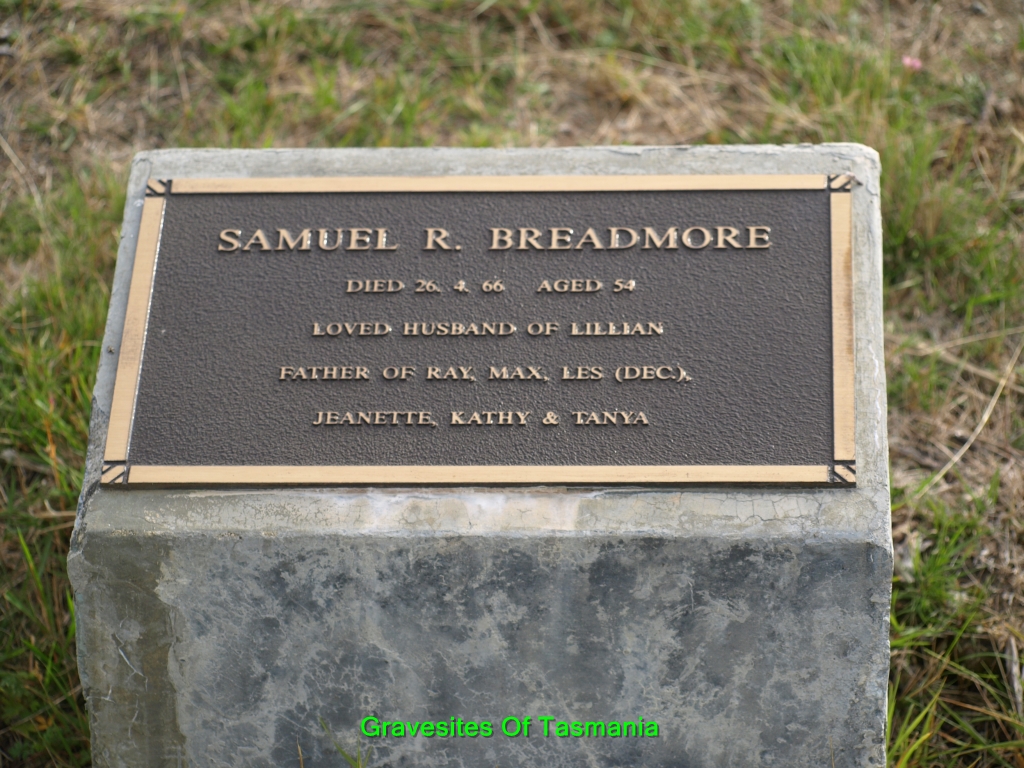 SAMUEL R. BREADMORE
DIED 26. 4. 66 AGED 54
LOVED HUSBAND OF LILLIAN
FATHER OF RAY, MAX, LES (DEC.),
JEANETTE, KATHY & TANYA
Gravesites Of Tasmania